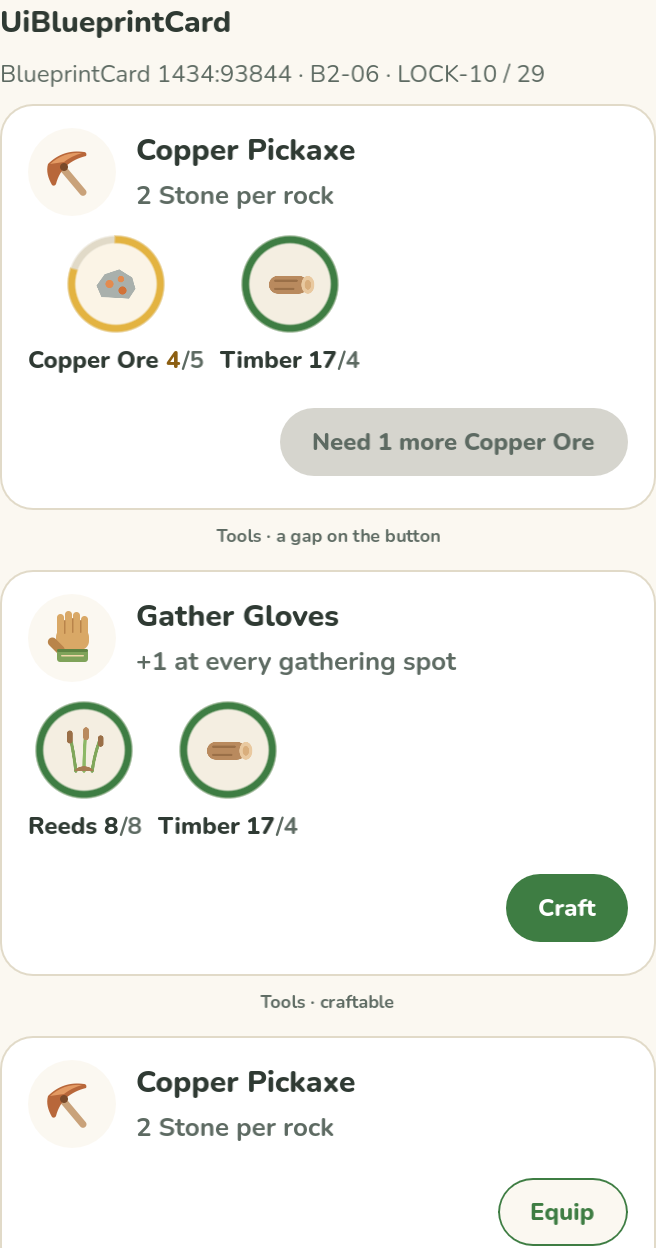 UiBlueprintCard
BlueprintCard 1434:93844 · B2-06 · LOCK-10 / 29
Copper Pickaxe
2 Stone per rock
Copper Ore 4/5 Timber 17/4
Need 1 more Copper Ore
Tools · a gap on the button
Gather Gloves
+1 at every gathering spot
Reeds 8/8 Timber 17/4
Craft
Tools · craftable
Copper Pickaxe
2 Stone per rock
Equip